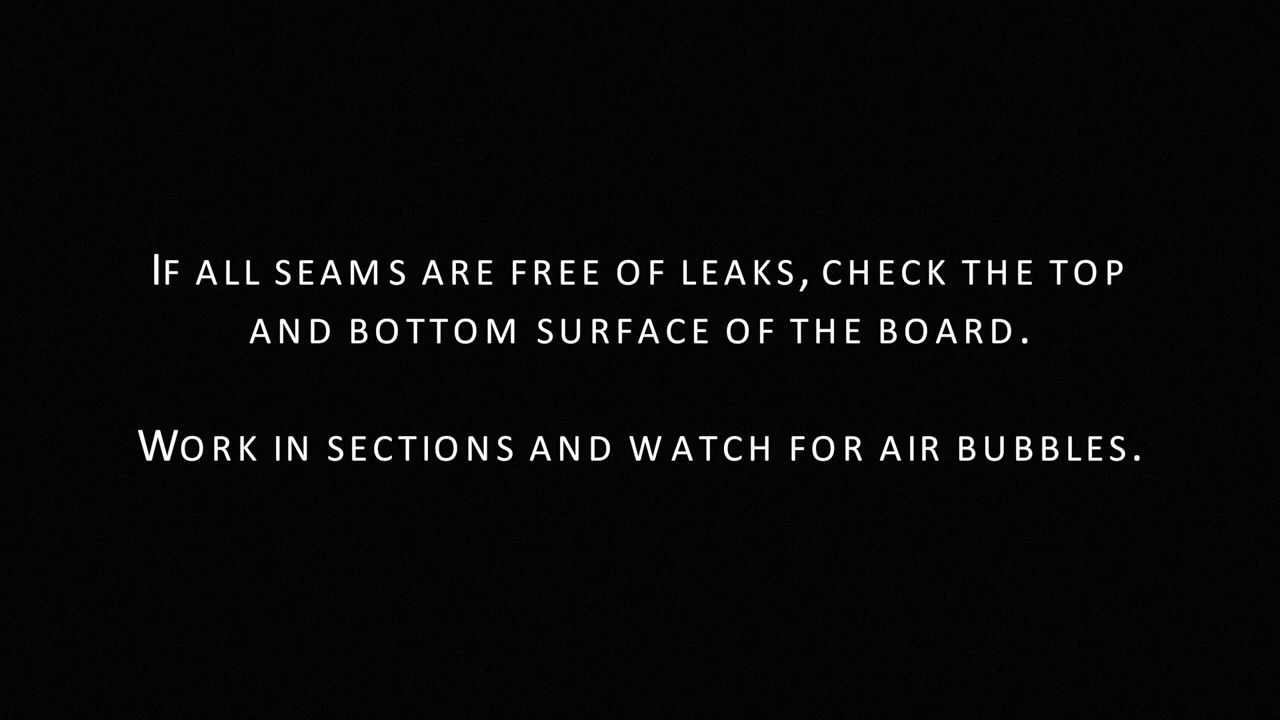 If all seams are free of leaks, check the top
and bottom surface of the board.
Work in sections and watch for air bubbles.